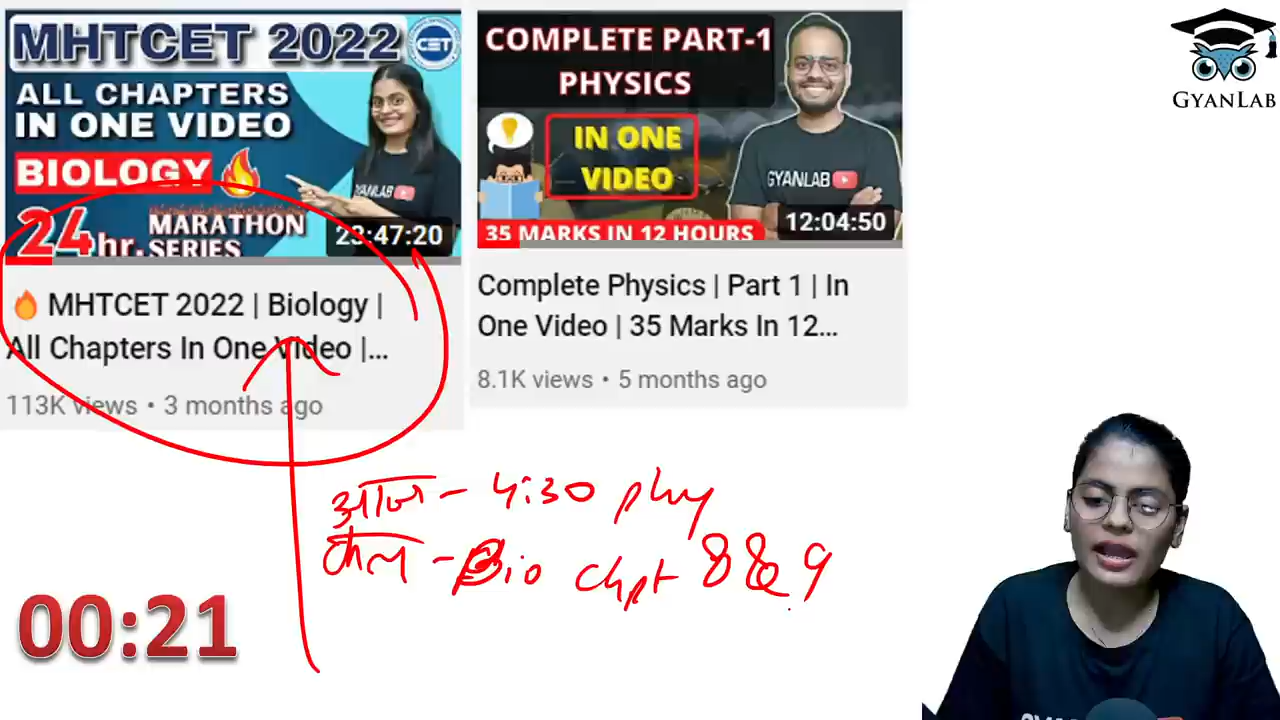 MHTCET 2022
CET
ALL CHAPTERS
IN ONE VIDEO
BIOLOGY
GYANLAB
24hr. MARATHON SERIES
23:47:20
🔥 MHTCET 2022 | Biology |
All Chapters In One Video |...
113K views • 3 months ago
COMPLETE PART-1
PHYSICS
IN ONE
VIDEO
GYANLAB
12:04:50
35 MARKS IN 12 HOURS
Complete Physics | Part 1 | In
One Video | 35 Marks In 12...
8.1K views • 5 months ago
GYANLAB
आज - 4:30 phy
कल - Bio chpt 8 & 9
00:21